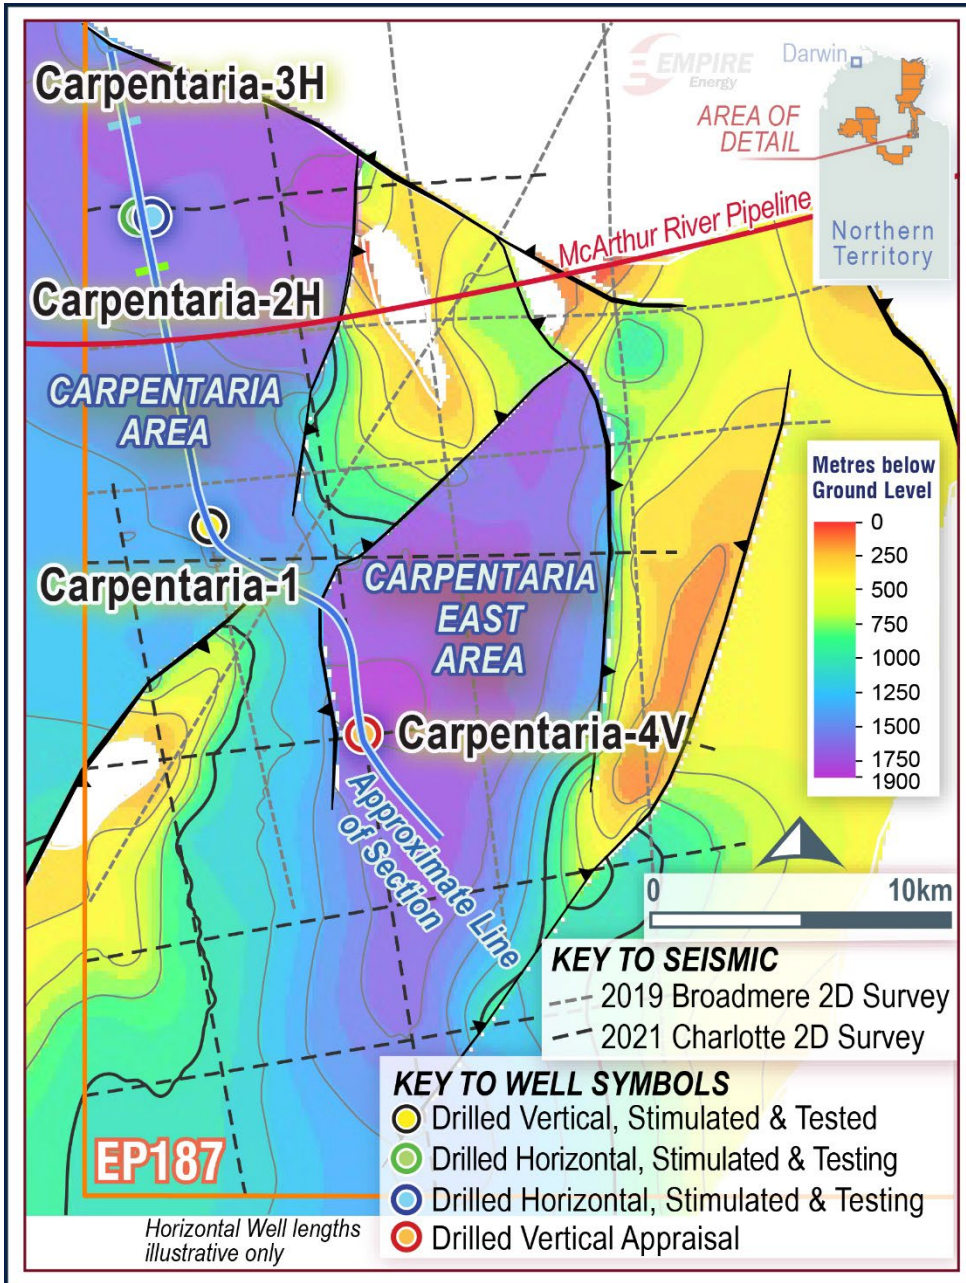 EMPIRE
Energy
Darwin
AREA OF
DETAIL
Northern
Territory
Carpentaria-3H
McArthur River Pipeline
Carpentaria-2H
CARPENTARIA
AREA
Metres below
Ground Level
0
250
500
750
1000
1250
1500
1750
1900
Carpentaria-1
CARPENTARIA
EAST
AREA
Carpentaria-4V
Approximate Line
of Section
0 10km
KEY TO SEISMIC
2019 Broadmere 2D Survey
2021 Charlotte 2D Survey
KEY TO WELL SYMBOLS
Drilled Vertical, Stimulated & Tested
Drilled Horizontal, Stimulated & Testing
Drilled Horizontal, Stimulated & Testing
Drilled Vertical Appraisal
EP187
Horizontal Well lengths
illustrative only